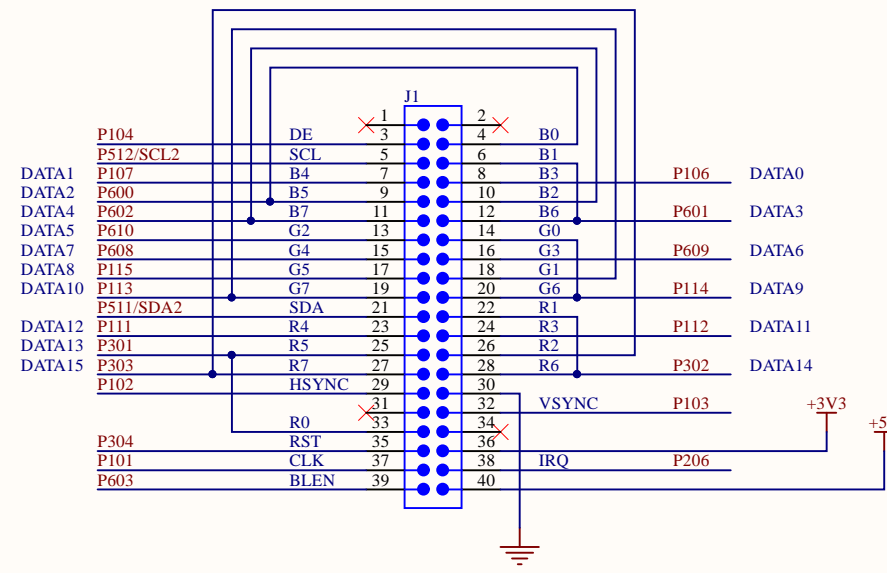 J1
1 2
P104 DE 3 4 B0
P512/SCL2 SCL 5 6 B1
DATA1 P107 B4 7 8 B3 P106 DATA0
DATA2 P600 B5 9 10 B2
DATA4 P602 B7 11 12 B6 P601 DATA3
DATA5 P610 G2 13 14 G0
DATA7 P608 G4 15 16 G3 P609 DATA6
DATA8 P115 G5 17 18 G1
DATA10 P113 G7 19 20 G6 P114 DATA9
P511/SDA2 SDA 21 22 R1
DATA12 P111 R4 23 24 R3 P112 DATA11
DATA13 P301 R5 25 26 R2
DATA15 P303 R7 27 28 R6 P302 DATA14
P102 HSYNC 29 30
31 32 VSYNC P103 +3V3
R0 33 34 +5
P304 RST 35 36
P101 CLK 37 38 IRQ P206
P603 BLEN 39 40